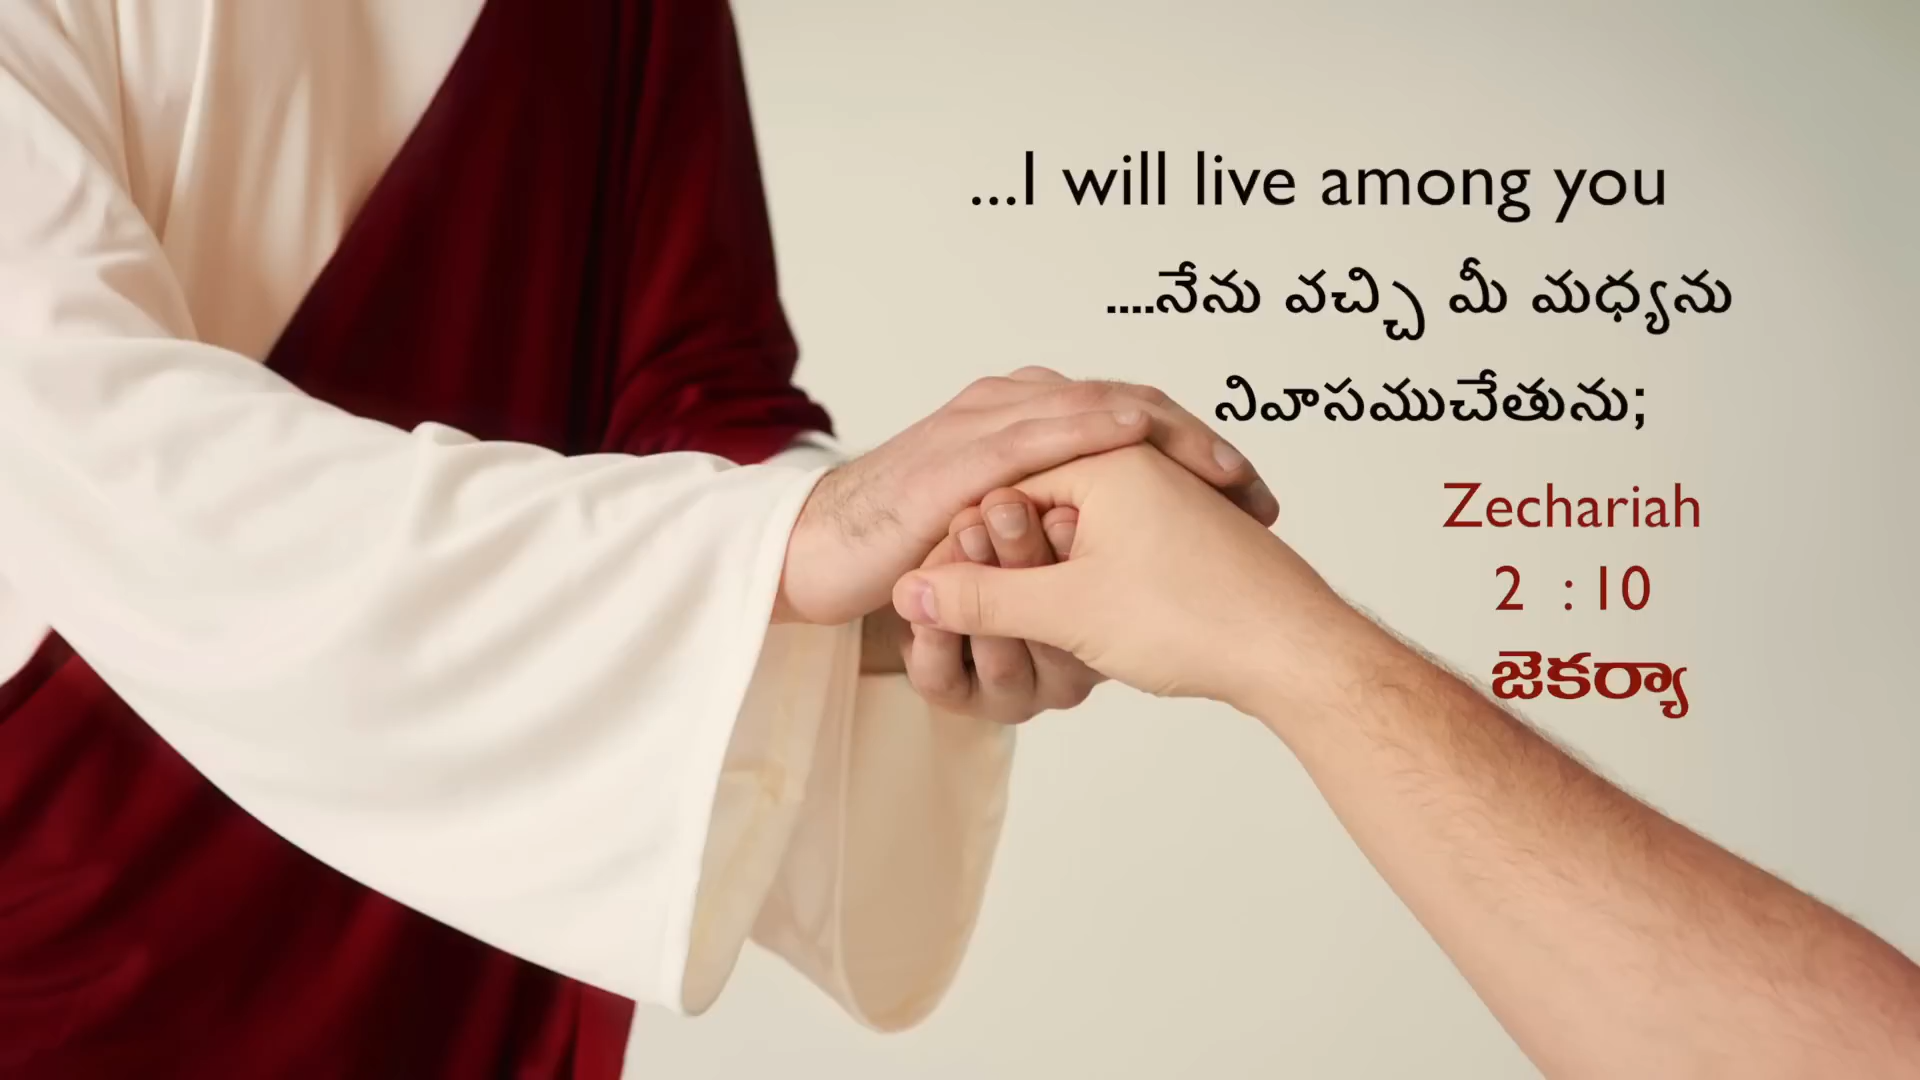 ...I will live among you
....నేను వచ్చి మీ మధ్యను
నివాసముచేతును;
Zechariah
2 : 10
జెకర్యా